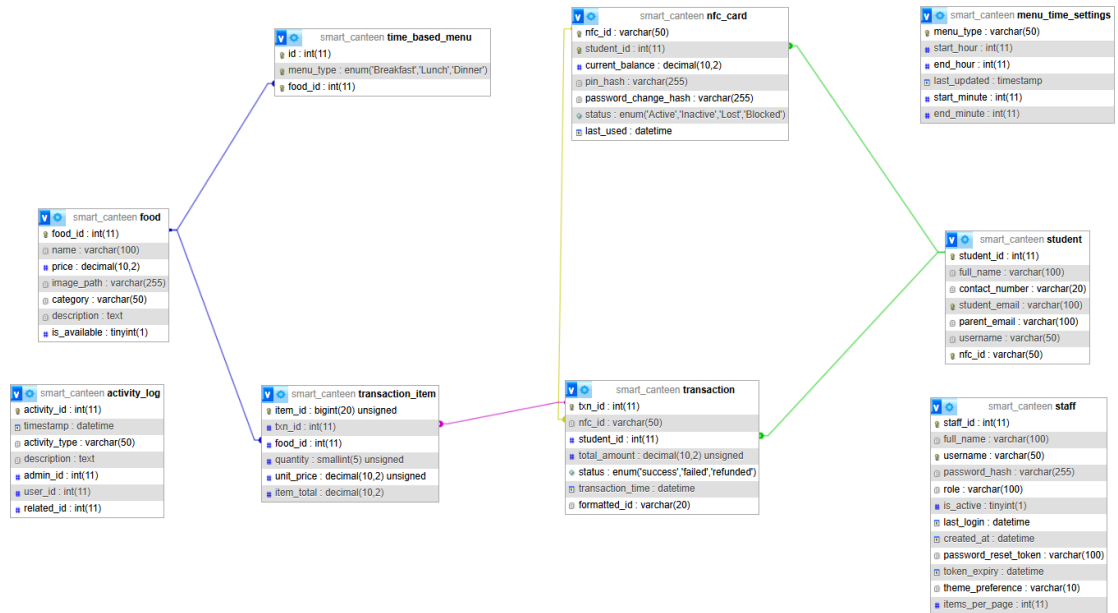 smart_canteen time_based_menu
id : int(11)
menu_type : enum('Breakfast','Lunch','Dinner')
food_id : int(11)
smart_canteen nfc_card
nfc_id : varchar(50)
student_id : int(11)
current_balance : decimal(10,2)
pin_hash : varchar(255)
password_change_hash : varchar(255)
status : enum('Active','Inactive','Lost','Blocked')
last_used : datetime
smart_canteen menu_time_settings
menu_type : varchar(50)
start_hour : int(11)
end_hour : int(11)
last_updated : timestamp
start_minute : int(11)
end_minute : int(11)
smart_canteen food
food_id : int(11)
name : varchar(100)
price : decimal(10,2)
image_path : varchar(255)
category : varchar(50)
description : text
is_available : tinyint(1)
smart_canteen student
student_id : int(11)
full_name : varchar(100)
contact_number : varchar(20)
student_email : varchar(100)
parent_email : varchar(100)
username : varchar(50)
nfc_id : varchar(50)
smart_canteen activity_log
activity_id : int(11)
timestamp : datetime
activity_type : varchar(50)
description : text
admin_id : int(11)
user_id : int(11)
related_id : int(11)
smart_canteen transaction_item
item_id : bigint(20) unsigned
txn_id : int(11)
food_id : int(11)
quantity : smallint(5) unsigned
unit_price : decimal(10,2) unsigned
item_total : decimal(10,2)
smart_canteen transaction
txn_id : int(11)
nfc_id : varchar(50)
student_id : int(11)
total_amount : decimal(10,2) unsigned
status : enum('success','failed','refunded')
transaction_time : datetime
formatted_id : varchar(20)
smart_canteen staff
staff_id : int(11)
full_name : varchar(100)
username : varchar(50)
password_hash : varchar(255)
role : varchar(100)
is_active : tinyint(1)
last_login : datetime
created_at : datetime
password_reset_token : varchar(100)
token_expiry : datetime
theme_preference : varchar(10)
items_per_page : int(11)